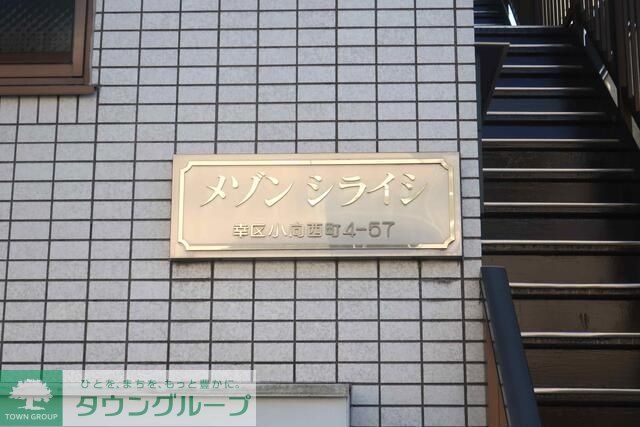 メゾン シライシ
幸区小向西町4-57
ひとを、まちを、もっと豊かに。
タウングループ
TOWN GROUP